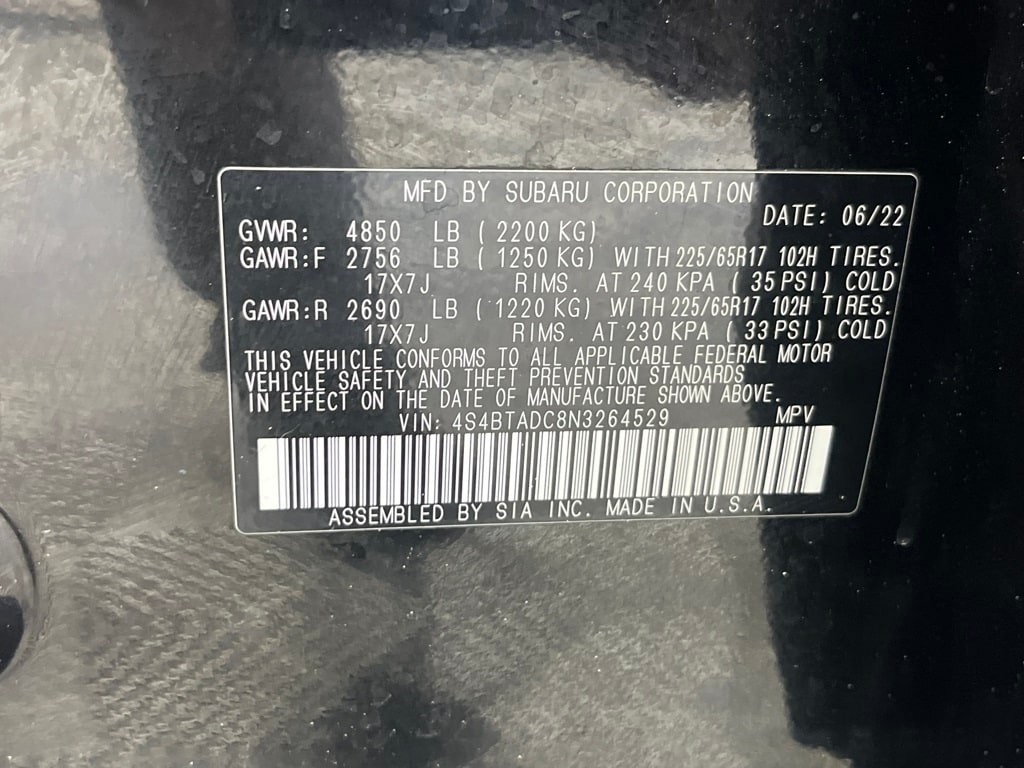 MFD BY SUBARU CORPORATION
DATE: 06/22
GVWR: 4850 LB (2200 KG)
GAWR:F 2756 LB (1250 KG) WITH 225/65R17 102H TIRES.
17X7J RIMS. AT 240 KPA (35 PSI) COLD
GAWR:R 2690 LB (1220 KG) WITH 225/65R17 102H TIRES.
17X7J RIMS. AT 230 KPA (33 PSI) COLD
THIS VEHICLE CONFORMS TO ALL APPLICABLE FEDERAL MOTOR
VEHICLE SAFETY AND THEFT PREVENTION STANDARDS
IN EFFECT ON THE DATE OF MANUFACTURE SHOWN ABOVE.
VIN: 4S4BTADC8N3264529 MPV
ASSEMBLED BY SIA INC. MADE IN U.S.A.